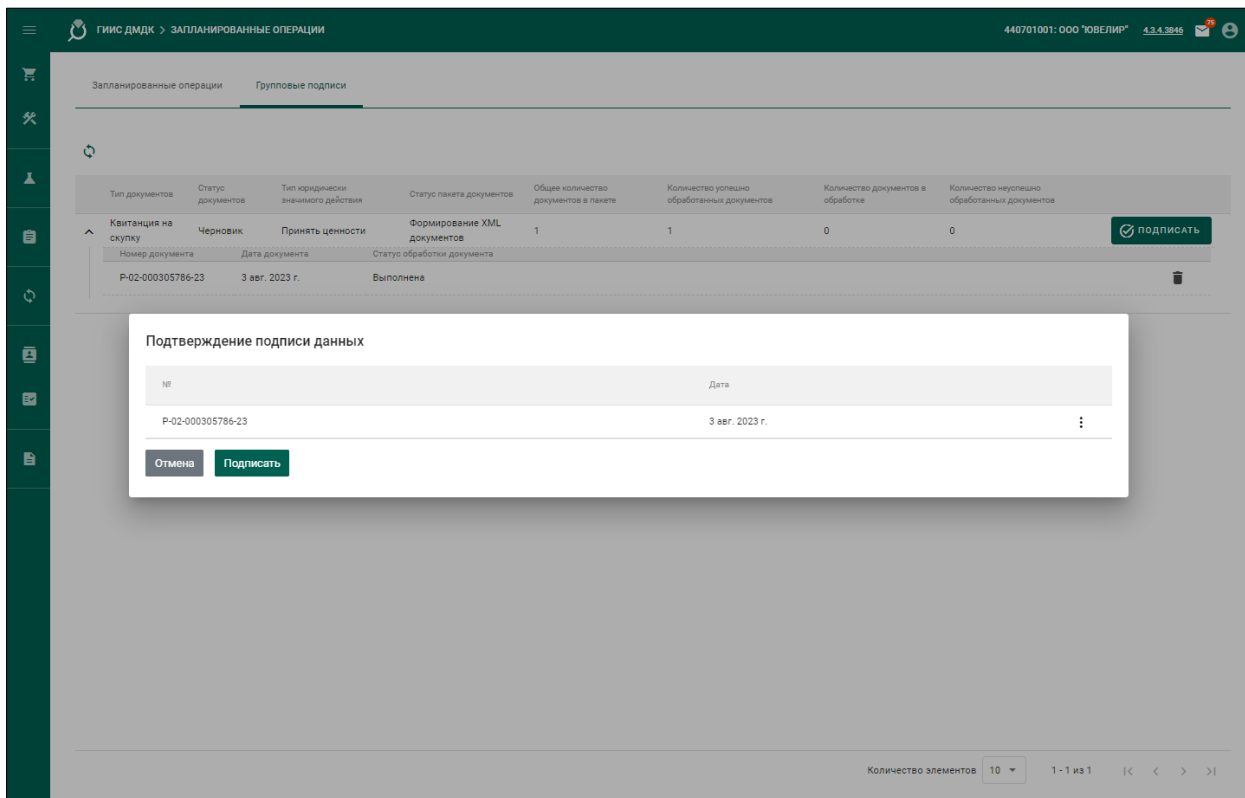 ГИИС ДМДК > ЗАПЛАНИРОВАННЫЕ ОПЕРАЦИИ 440701001: ООО "ЮВЕЛИР" 4.3.4.3846 75
Запланированные операции Групповые подписи
Тип документов Статус документов Тип юридически значимого действия Статус пакета документов Общее количество документов в пакете Количество успешно обработанных документов Количество документов в обработке Количество неуспешно обработанных документов
Квитанция на скупку Черновик Принять ценности Формирование XML документов 1 1 0 0 ПОДПИСАТЬ
Номер документа Дата документа Статус обработки документа
Р-02-000305786-23 3 авг. 2023 г. Выполнена
Подтверждение подписи данных
№ Дата
Р-02-000305786-23 3 авг. 2023 г.
Отмена Подписать
Количество элементов 10 1 - 1 из 1